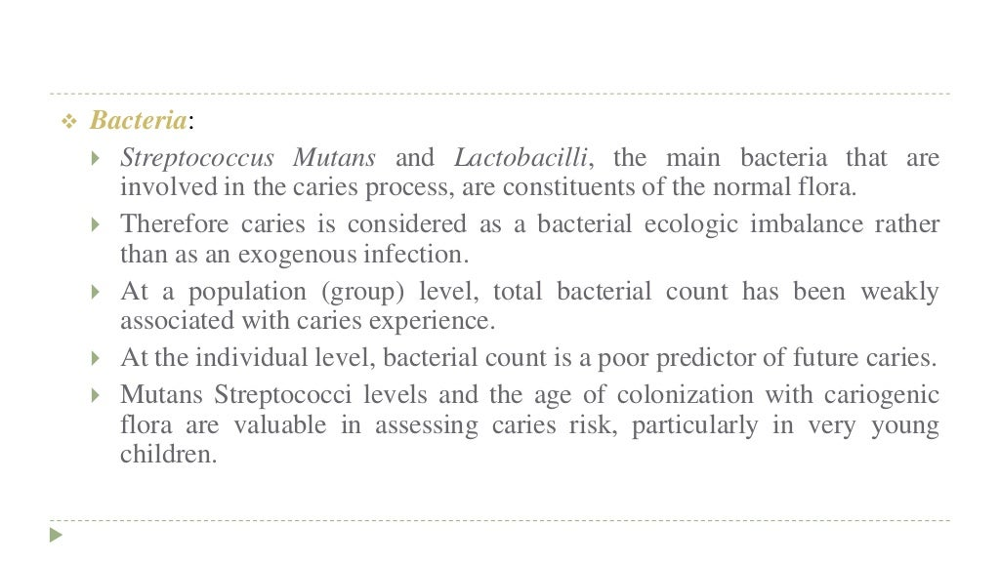 Bacteria:
Streptococcus Mutans and Lactobacilli, the main bacteria that are
involved in the caries process, are constituents of the normal flora.
Therefore caries is considered as a bacterial ecologic imbalance rather
than as an exogenous infection.
At a population (group) level, total bacterial count has been weakly
associated with caries experience.
At the individual level, bacterial count is a poor predictor of future caries.
Mutans Streptococci levels and the age of colonization with cariogenic
flora are valuable in assessing caries risk, particularly in very young
children.